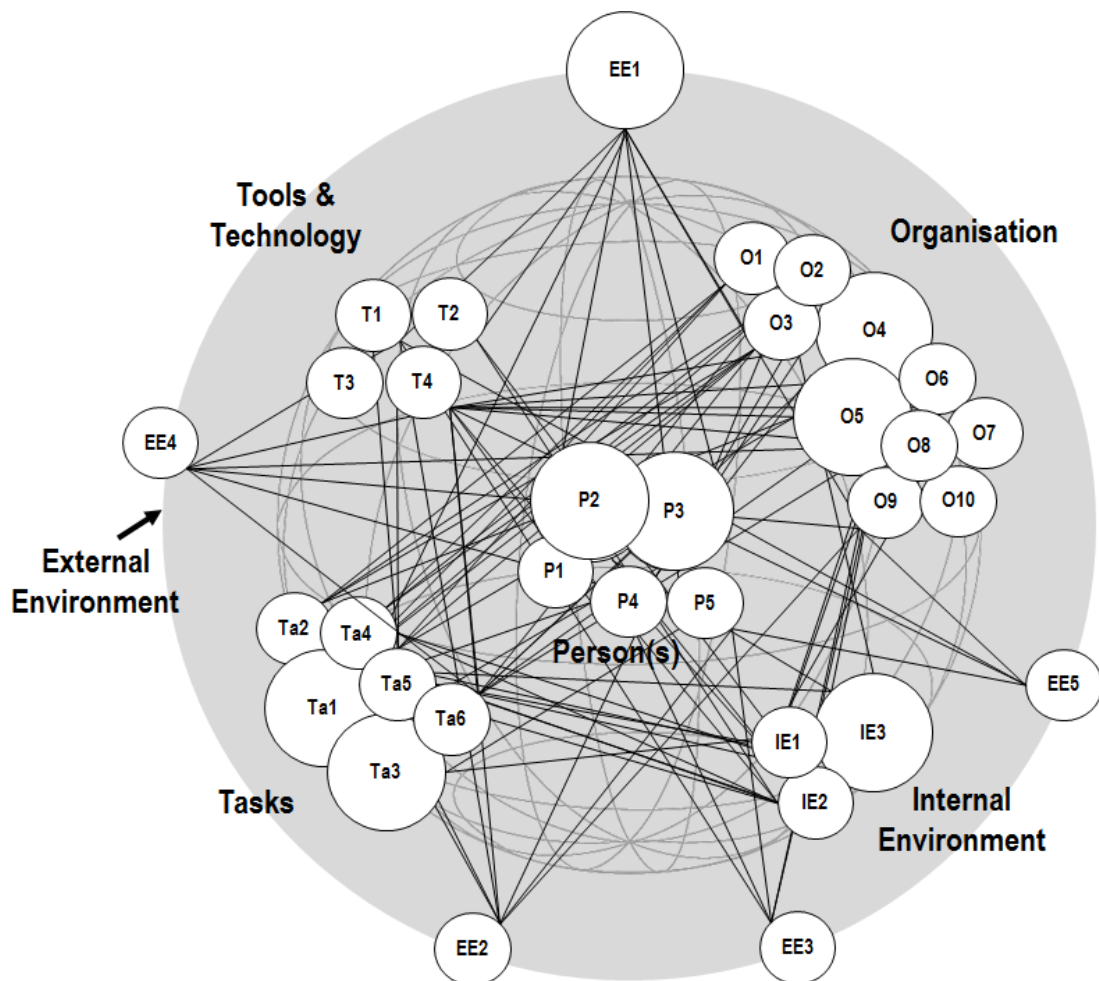 EE1
Tools &
Technology
Organisation
O1
O2
T1
T2
O3
O4
T3
T4
O6
O5
EE4
O7
O8
O9
O10
P2
P3
External
Environment
P1
P4
P5
Person(s)
Ta2
Ta4
Ta5
Ta1
Ta6
EE5
Ta3
IE1
IE3
IE2
Tasks
Internal
Environment
EE2
EE3